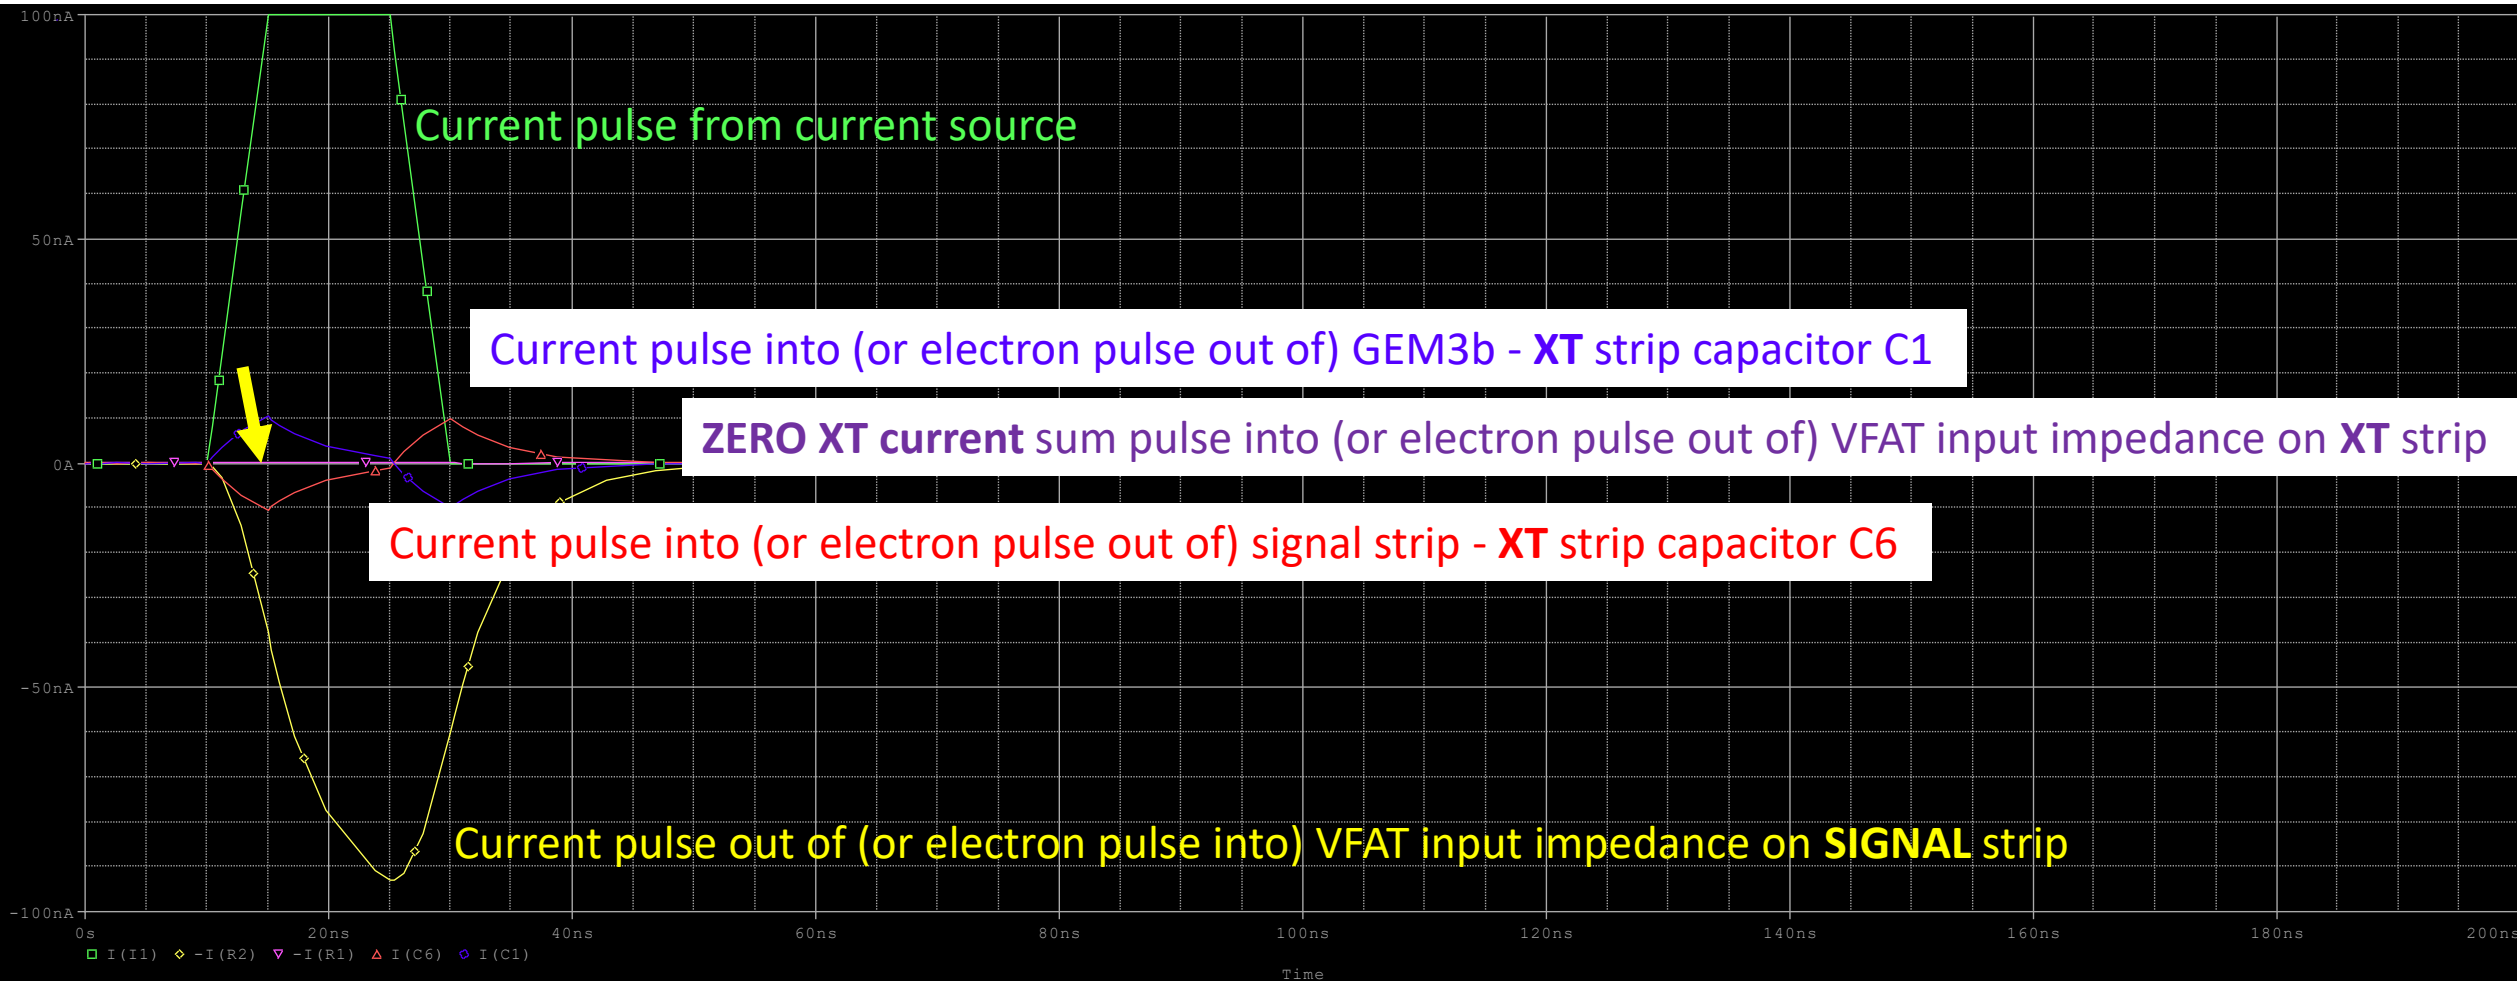 100nA
Current pulse from current source
50nA
Current pulse into (or electron pulse out of) GEM3b - XT strip capacitor C1
ZERO XT current sum pulse into (or electron pulse out of) VFAT input impedance on XT strip
0A
Current pulse into (or electron pulse out of) signal strip - XT strip capacitor C6
-50nA
Current pulse out of (or electron pulse into) VFAT input impedance on SIGNAL strip
-100nA
0s 20ns 40ns 60ns 80ns 100ns 120ns 140ns 160ns 180ns 200ns
I(I1) -I(R2) -I(R1) I(C6) I(C1)
Time